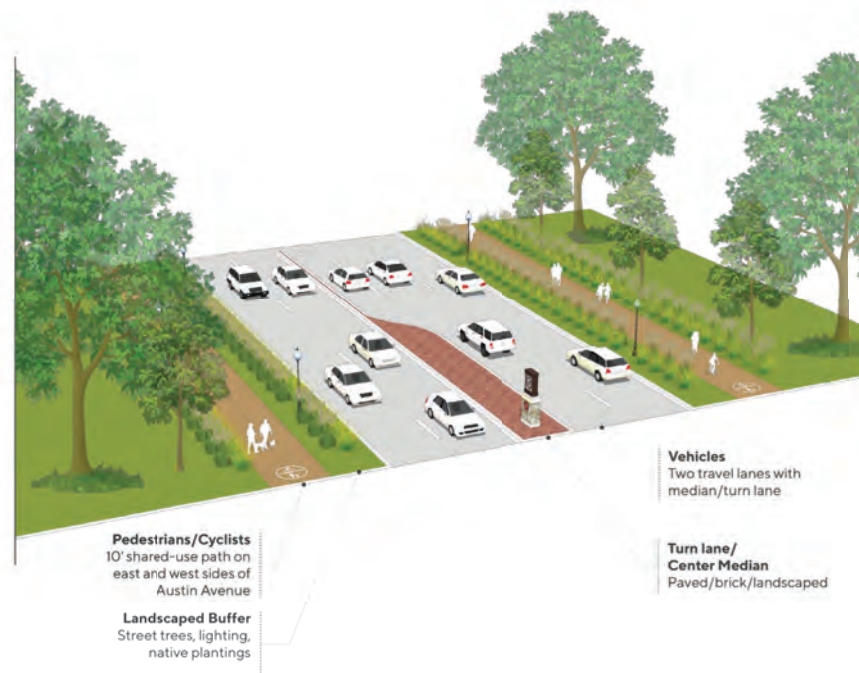 Vehicles
Two travel lanes with
median/turn lane
Pedestrians/Cyclists
10' shared-use path on
east and west sides of
Austin Avenue
Turn lane/
Center Median
Paved/brick/landscaped
Landscaped Buffer
Street trees, lighting,
native plantings